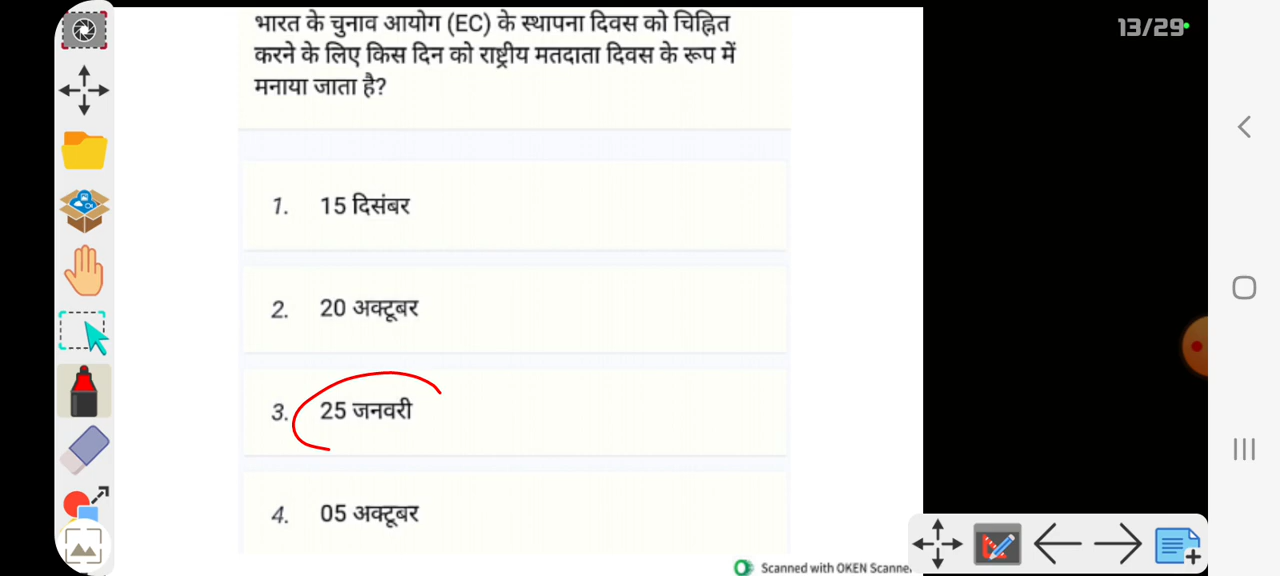 13/29
भारत के चुनाव आयोग (EC) के स्थापना दिवस को चिह्नित
करने के लिए किस दिन को राष्ट्रीय मतदाता दिवस के रूप में
मनाया जाता है?
1. 15 दिसंबर
2. 20 अक्टूबर
3. 25 जनवरी
4. 05 अक्टूबर
Scanned with OKEN Scanne